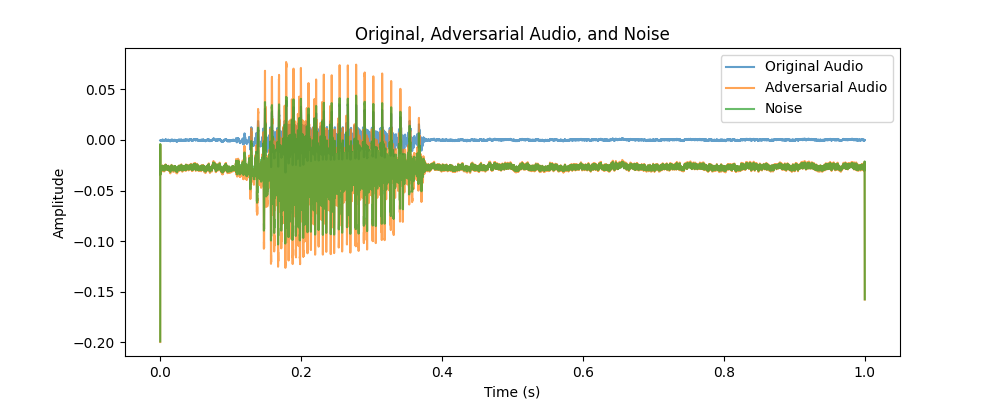 Original, Adversarial Audio, and Noise
Original Audio
Adversarial Audio
Noise
Amplitude
0.05
0.00
−0.05
−0.10
−0.15
−0.20
0.0 0.2 0.4 0.6 0.8 1.0
Time (s)